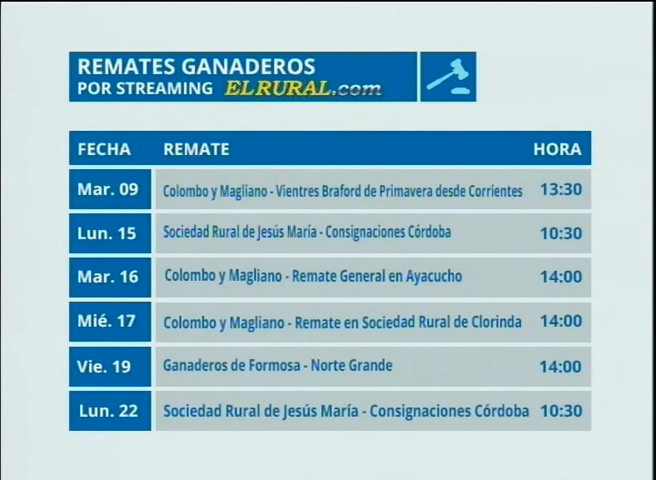 REMATES GANADEROS
POR STREAMING ELRURAL.com
FECHA REMATE HORA
Mar. 09 Colombo y Magliano - Vientres Braford de Primavera desde Corrientes 13:30
Lun. 15 Sociedad Rural de Jesús María - Consignaciones Córdoba 10:30
Mar. 16 Colombo y Magliano - Remate General en Ayacucho 14:00
Mié. 17 Colombo y Magliano - Remate en Sociedad Rural de Clorinda 14:00
Vie. 19 Ganaderos de Formosa - Norte Grande 14:00
Lun. 22 Sociedad Rural de Jesús María - Consignaciones Córdoba 10:30